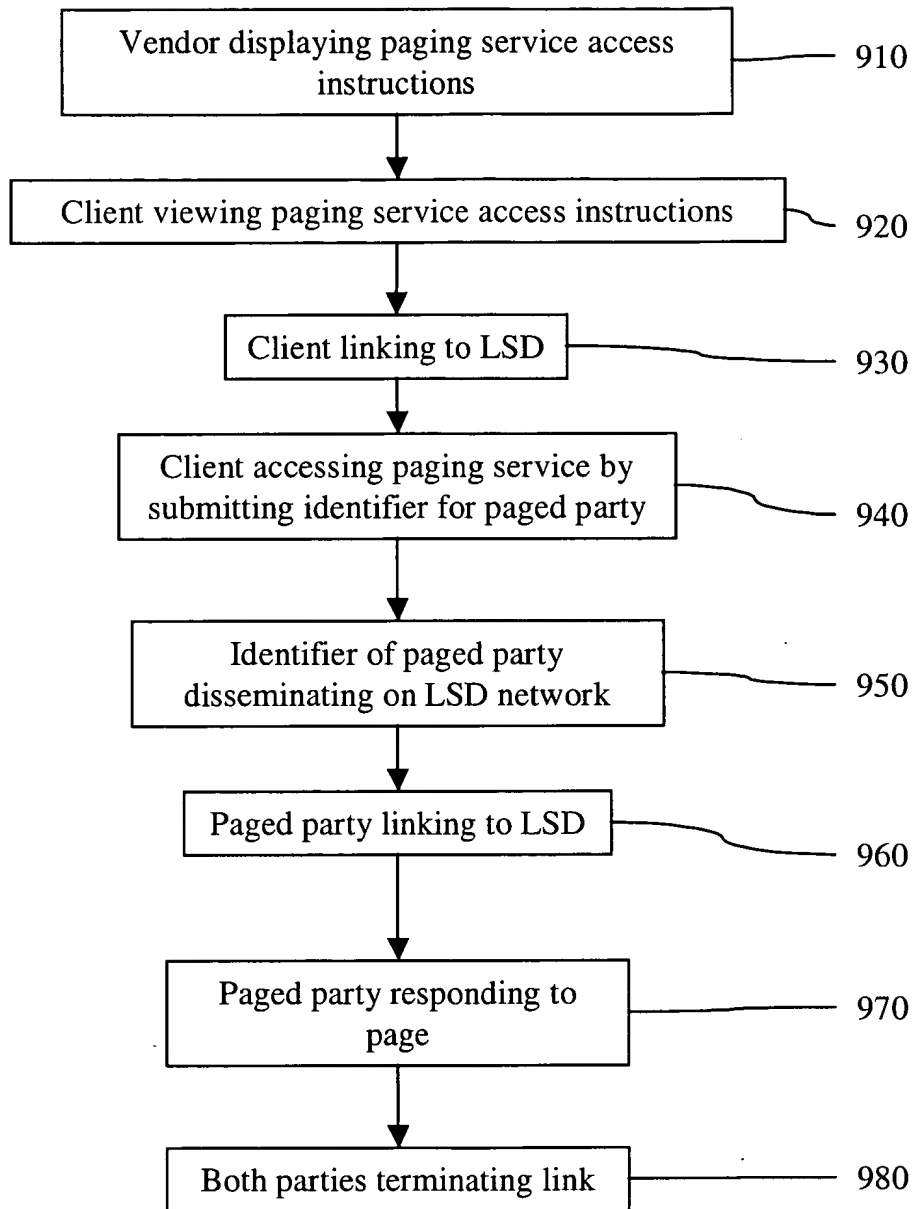 Vendor displaying paging service access
instructions
910
Client viewing paging service access instructions
920
Client linking to LSD
930
Client accessing paging service by
submitting identifier for paged party
940
Identifier of paged party
disseminating on LSD network
950
Paged party linking to LSD
960
Paged party responding to
page
970
Both parties terminating link
980